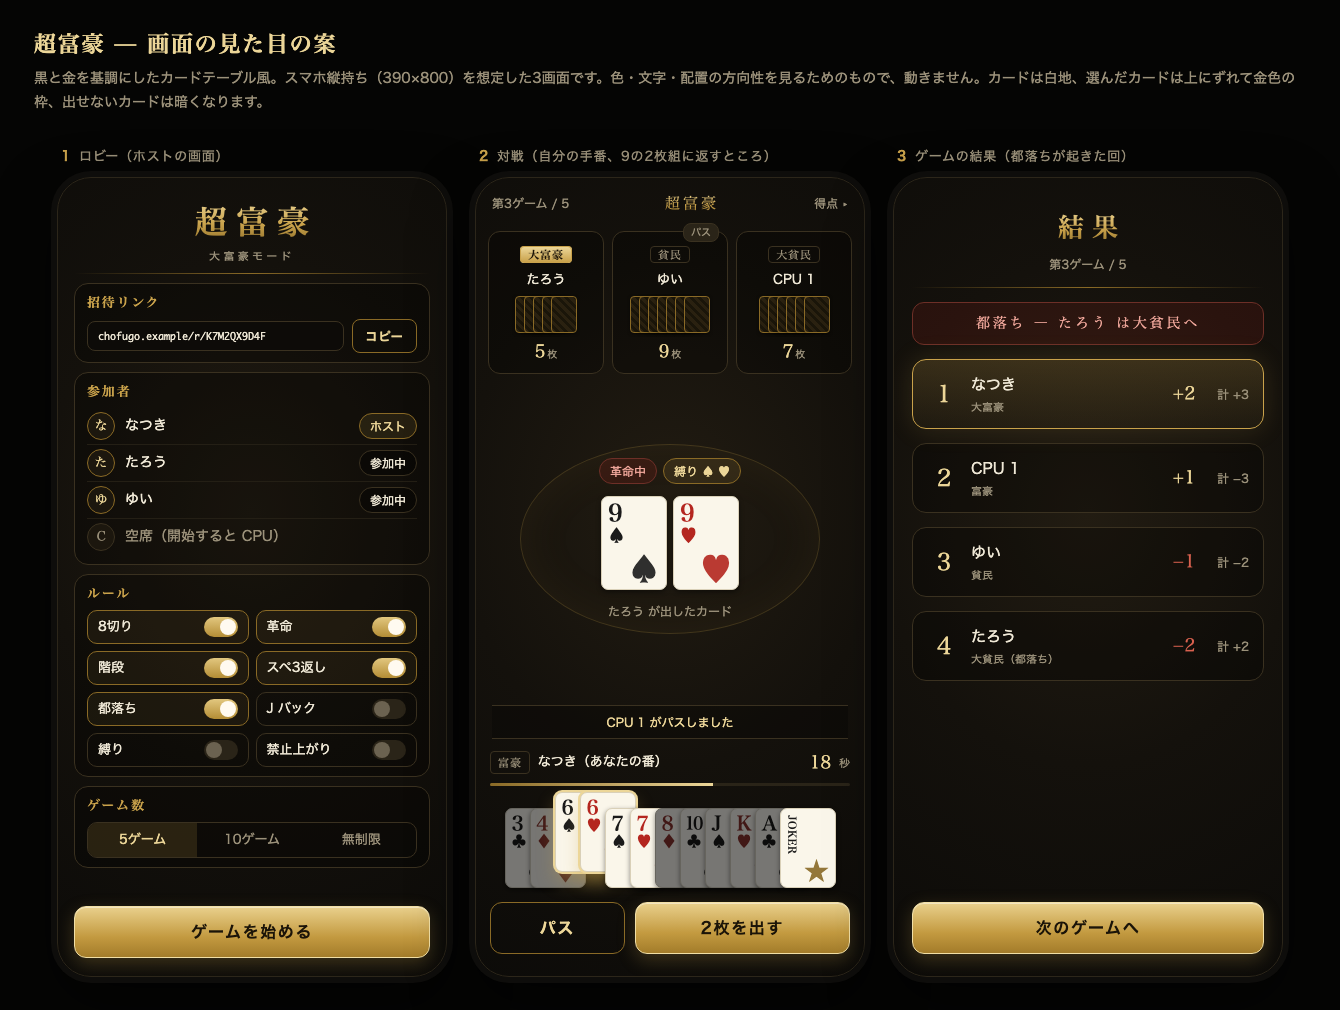 超富豪 — 画面の見た目の案
黒と金を基調にしたカードテーブル風。スマホ縦持ち（390×800）を想定した3画面です。色・文字・配置の方向性を見るためのもので、動きません。カードは白地、選んだカードは上にずれて金色の
枠、出せないカードは暗くなります。
1 ロビー（ホストの画面）
超富豪
大富豪モード
招待リンク
chofugo.example/r/K7M2QX9D4F
コピー
参加者
な なつき ホスト
た たろう 参加中
ゆ ゆい 参加中
C 空席（開始すると CPU）
ルール
8切り 革命
階段 スペ3返し
都落ち J バック
縛り 禁止上がり
ゲーム数
5ゲーム 10ゲーム 無制限
ゲームを始める
2 対戦（自分の手番、9の2枚組に返すところ）
第3ゲーム / 5 超富豪 得点 ▸
パス
大富豪 貧民 大貧民
たろう ゆい CPU 1
5枚 9枚 7枚
革命中 縛り ♠ ♥
9♠ 9♥
たろう が出したカード
CPU 1 がパスしました
富豪 なつき（あなたの番） 18 秒
3♣ 4♦ 6♠ 6♥ 7♠ 7♥ 8♦ 10♣ J♠ K♦ A♣ JOKER
パス 2枚を出す
3 ゲームの結果（都落ちが起きた回）
結果
第3ゲーム / 5
都落ち — たろう は大貧民へ
1 なつき +2 計 +3
大富豪
2 CPU 1 +1 計 −3
富豪
3 ゆい −1 計 −2
貧民
4 たろう −2 計 +2
大貧民（都落ち）
次のゲームへ